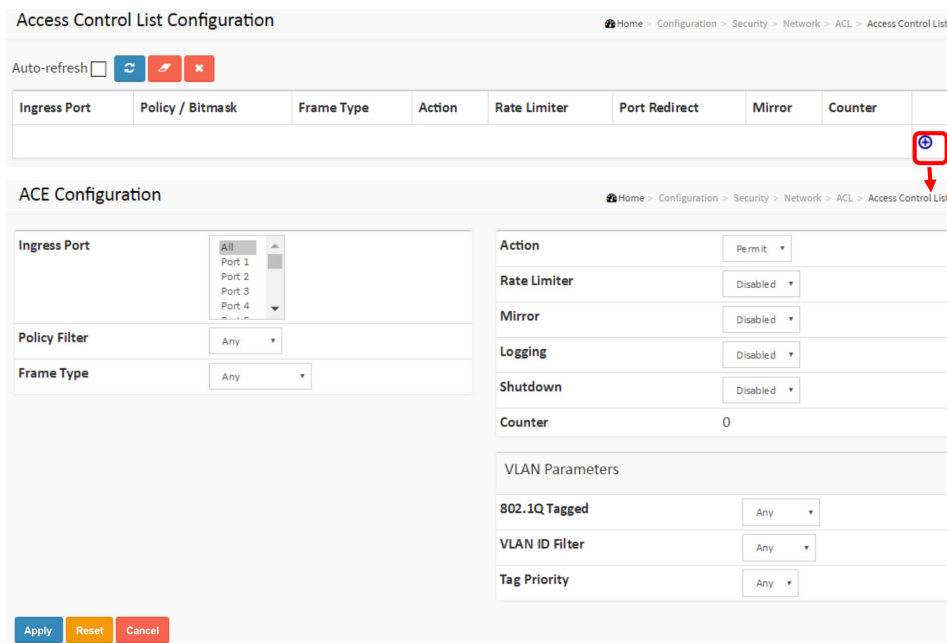 Access Control List Configuration
Home > Configuration > Security > Network > ACL > Access Control List
Auto-refresh
Ingress Port Policy / Bitmask Frame Type Action Rate Limiter Port Redirect Mirror Counter
ACE Configuration
Home > Configuration > Security > Network > ACL > Access Control List
Ingress Port
All
Port 1
Port 2
Port 3
Port 4
Policy Filter Any
Frame Type Any
Action Permit
Rate Limiter Disabled
Mirror Disabled
Logging Disabled
Shutdown Disabled
Counter 0
VLAN Parameters
802.1Q Tagged Any
VLAN ID Filter Any
Tag Priority Any
Apply Reset Cancel